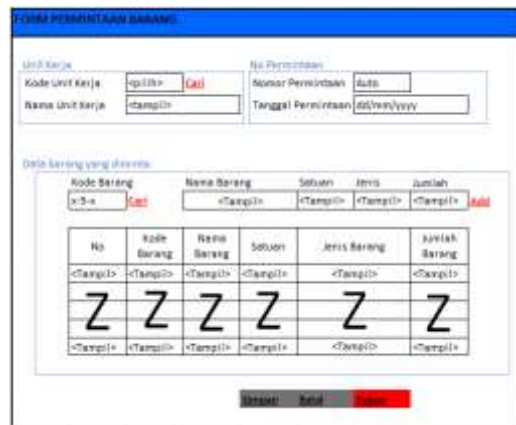 FORM PERMINTAAN BARANG
Unit Kerja
No Permintaan
Kode Unit Kerja <pilih> Cari
Nomor Permintaan Auto
Nama Unit Kerja <tampil>
Tanggal Permintaan dd/mm/yyyy
Data barang yang diminta
Kode Barang Nama Barang Satuan Jenis Jumlah
Cari <Tampil> <Tampil> <Tampil> <Tampil> Add
No Kode Barang Nama Barang Satuan Jenis Barang Jumlah Barang
<Tampil> <Tampil> <Tampil> <Tampil> <Tampil> <Tampil>
Z Z Z Z Z Z
<Tampil> <Tampil> <Tampil> <Tampil> <Tampil> <Tampil>
Simpan Batal